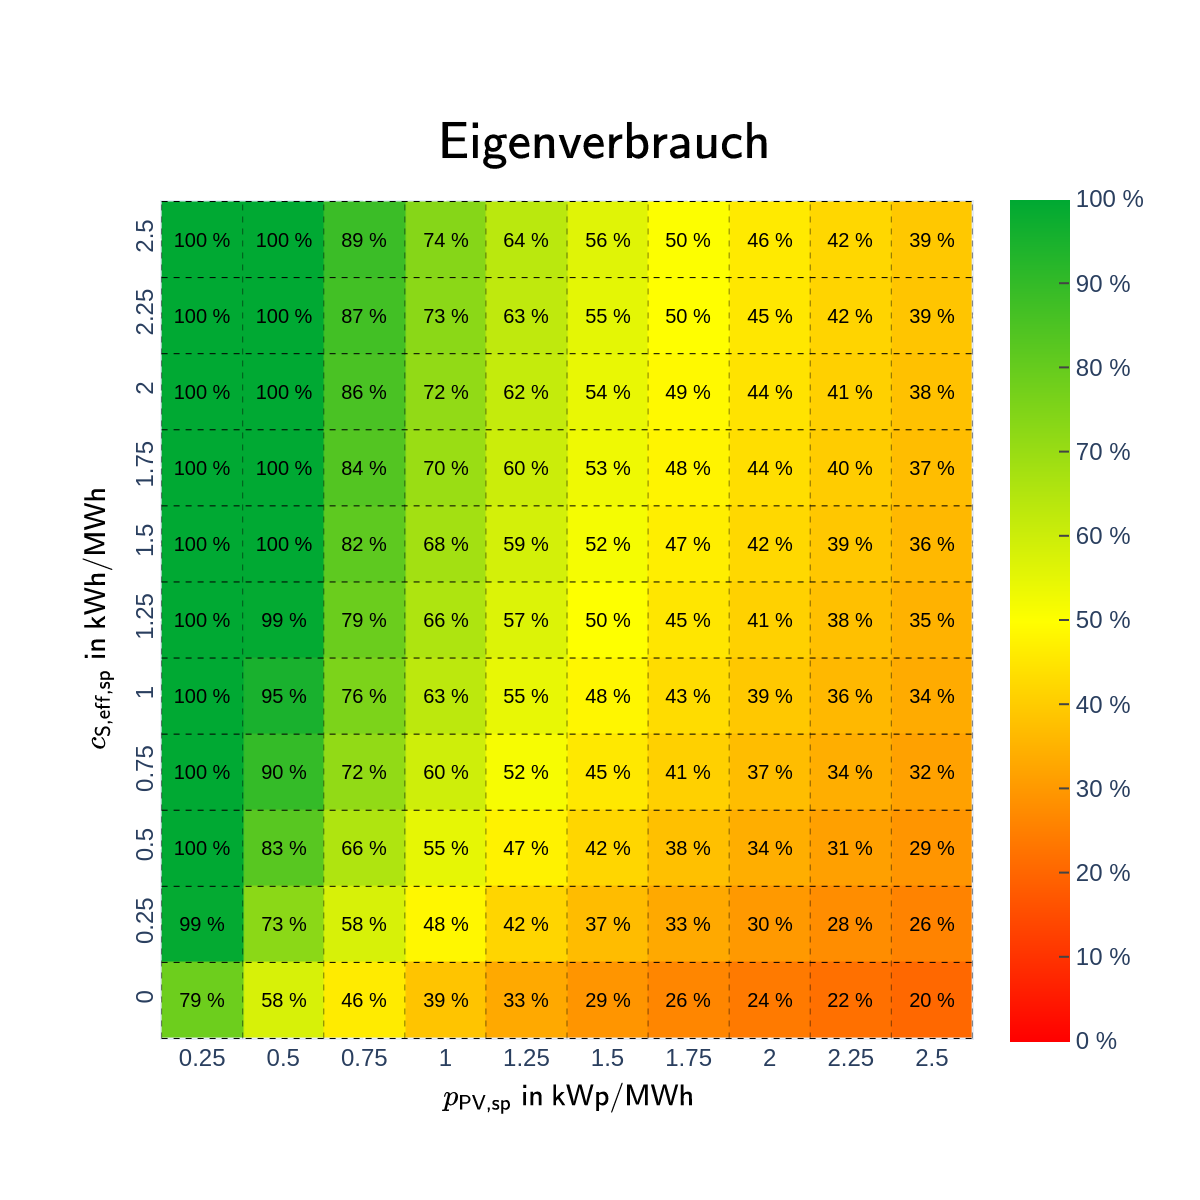 Eigenverbrauch
2.5 100 % 100 % 89 % 74 % 64 % 56 % 50 % 46 % 42 % 39 %
2.25 100 % 100 % 87 % 73 % 63 % 55 % 50 % 45 % 42 % 39 %
2 100 % 100 % 86 % 72 % 62 % 54 % 49 % 44 % 41 % 38 %
1.75 100 % 100 % 84 % 70 % 60 % 53 % 48 % 44 % 40 % 37 %
1.5 100 % 100 % 82 % 68 % 59 % 52 % 47 % 42 % 39 % 36 %
1.25 100 % 99 % 79 % 66 % 57 % 50 % 45 % 41 % 38 % 35 %
1 100 % 95 % 76 % 63 % 55 % 48 % 43 % 39 % 36 % 34 %
0.75 100 % 90 % 72 % 60 % 52 % 45 % 41 % 37 % 34 % 32 %
0.5 100 % 83 % 66 % 55 % 47 % 42 % 38 % 34 % 31 % 29 %
0.25 99 % 73 % 58 % 48 % 42 % 37 % 33 % 30 % 28 % 26 %
0 79 % 58 % 46 % 39 % 33 % 29 % 26 % 24 % 22 % 20 %
0.25 0.5 0.75 1 1.25 1.5 1.75 2 2.25 2.5
pPV,sp in kWp/MWh
cS,eff,sp in kWh/MWh
100 %
90 %
80 %
70 %
60 %
50 %
40 %
30 %
20 %
10 %
0 %